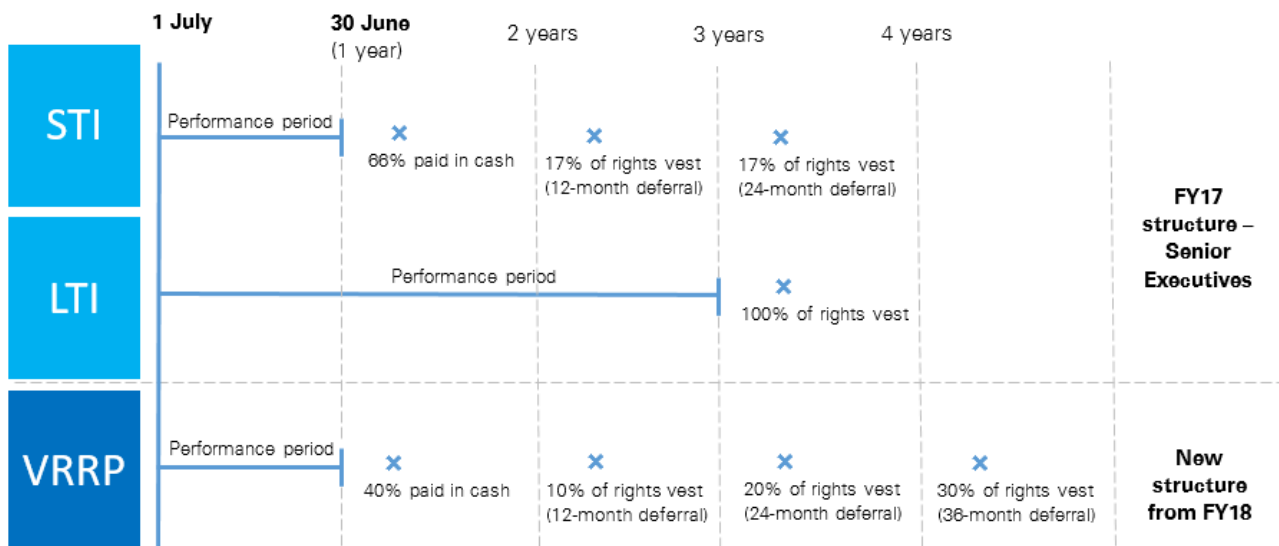 1 July
30 June
(1 year)
2 years
3 years
4 years
STI
Performance period
66% paid in cash
17% of rights vest
(12-month deferral)
17% of rights vest
(24-month deferral)
LTI
Performance period
100% of rights vest
FY17
structure –
Senior
Executives
VRRP
Performance period
40% paid in cash
10% of rights vest
(12-month deferral)
20% of rights vest
(24-month deferral)
30% of rights vest
(36-month deferral)
New
structure
from FY18